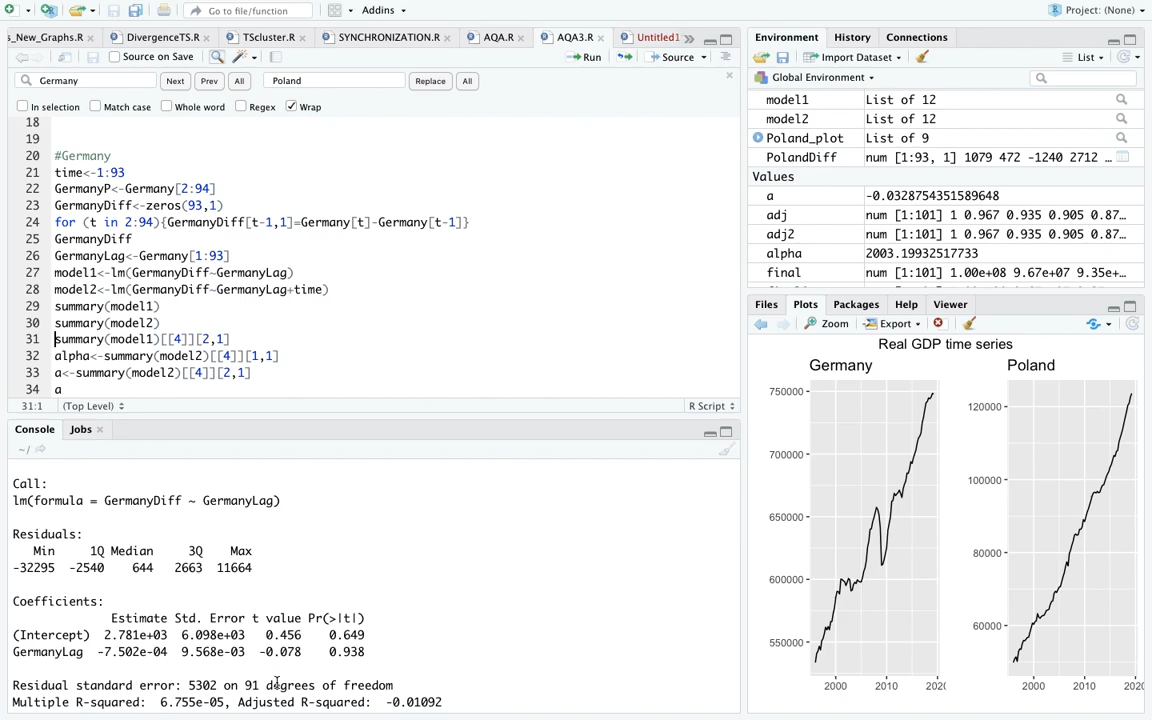 Go to file/function
Addins
Project: (None)
s_New_Graphs.R
DivergenceTS.R
TScluster.R
SYNCHRONIZATION.R
AQA.R
AQA3.R
Untitled1
Source on Save
Run
Source
Germany
Next
Prev
All
Poland
Replace
All
In selection
Match case
Whole word
Regex
Wrap
18
19
20 #Germany
21 time<-1:93
22 GermanyP<-Germany[2:94]
23 GermanyDiff<-zeros(93,1)
24 for (t in 2:94){GermanyDiff[t-1,1]=Germany[t]-Germany[t-1]}
25 GermanyDiff
26 GermanyLag<-Germany[1:93]
27 model1<-lm(GermanyDiff~GermanyLag)
28 model2<-lm(GermanyDiff~GermanyLag+time)
29 summary(model1)
30 summary(model2)
31 summary(model1)[[4]][2,1]
32 alpha<-summary(model2)[[4]][1,1]
33 a<-summary(model2)[[4]][2,1]
34 a
31:1 (Top Level) R Script
Console Jobs
~/
Call:
lm(formula = GermanyDiff ~ GermanyLag)
Residuals:
Min 1Q Median 3Q Max
-32295 -2540 644 2663 11664
Coefficients:
Estimate Std. Error t value Pr(>|t|)
(Intercept) 2.781e+03 6.098e+03 0.456 0.649
GermanyLag -7.502e-04 9.568e-03 -0.078 0.938
Residual standard error: 5302 on 91 degrees of freedom
Multiple R-squared: 6.755e-05, Adjusted R-squared: -0.01092
Environment History Connections
Import Dataset
List
Global Environment
model1 List of 12
model2 List of 12
Poland_plot List of 9
PolandDiff num [1:93, 1] 1079 472 -1240 2712 …
Values
a -0.0328754351589648
adj num [1:101] 1 0.967 0.935 0.905 0.87…
adj2 num [1:101] 1 0.967 0.935 0.905 0.87…
alpha 2003.19932517733
final num [1:101] 1.00e+08 9.67e+07 9.35e+…
Files Plots Packages Help Viewer
Zoom
Export
Real GDP time series
Germany
750000
700000
650000
600000
550000
2000 2010 202
Poland
120000
100000
80000
60000
2000 2010 2020